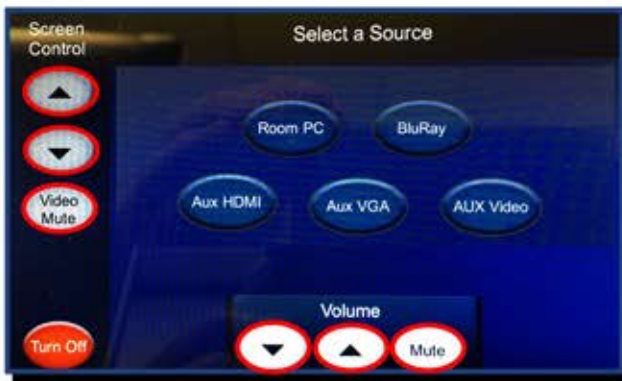 Screen
Control
Select a Source
Room PC
BluRay
Aux HDMI
Aux VGA
AUX Video
Video
Mute
Volume
Turn Off
Mute